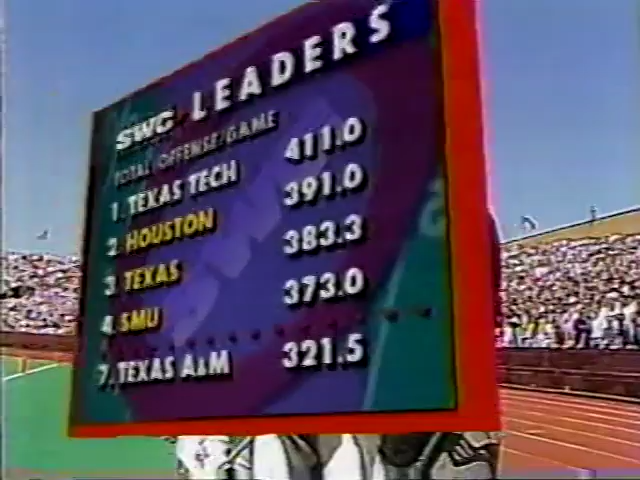 SWC LEADERS
TOTAL OFFENSE/GAME
1. TEXAS TECH 411.0
2. HOUSTON 391.0
3. TEXAS 383.3
4. SMU 373.0
7. TEXAS A&M 321.5
SWC